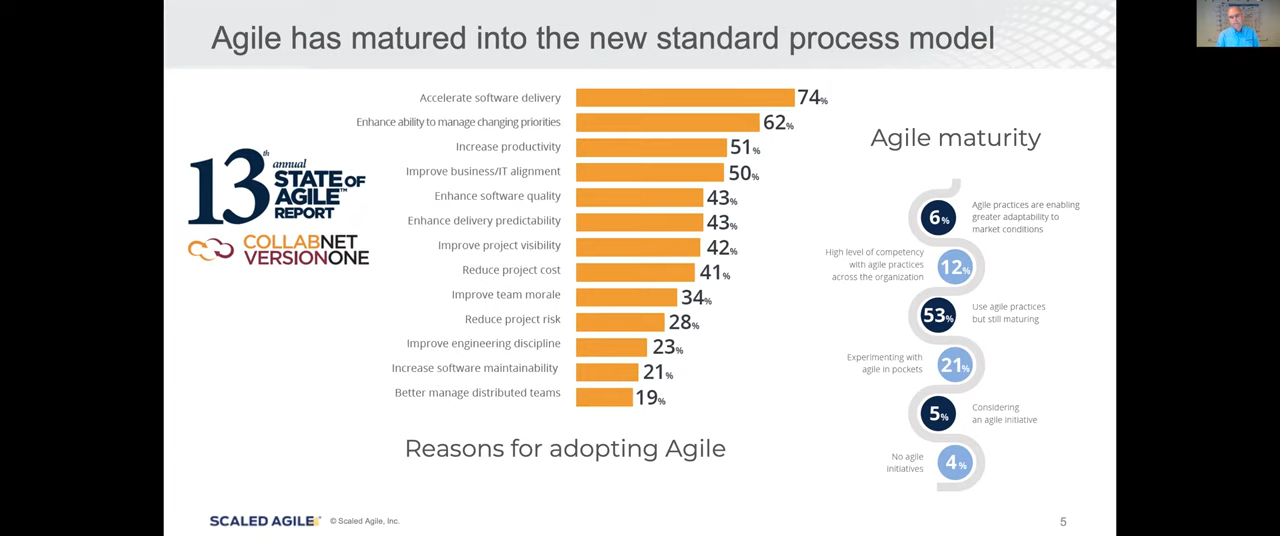 Agile has matured into the new standard process model
13th annual
STATE OF
AGILE™
REPORT
COLLABNET
VERSIONONE
Accelerate software delivery 74%
Enhance ability to manage changing priorities 62%
Increase productivity 51%
Improve business/IT alignment 50%
Enhance software quality 43%
Enhance delivery predictability 43%
Improve project visibility 42%
Reduce project cost 41%
Improve team morale 34%
Reduce project risk 28%
Improve engineering discipline 23%
Increase software maintainability 21%
Better manage distributed teams 19%
Reasons for adopting Agile
Agile maturity
6%
Agile practices are enabling
greater adaptability to
market conditions
High level of competency
with agile practices
across the organization
12%
53%
Use agile practices
but still maturing
Experimenting with
agile in pockets
21%
5%
Considering
an agile initiative
No agile
initiatives
4%
SCALED AGILE
© Scaled Agile, Inc.
5